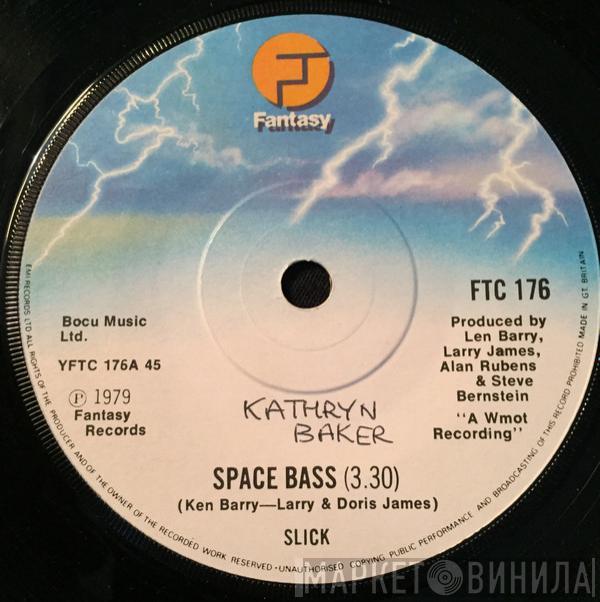 Fantasy
FTC 176
Bocu Music
Ltd.
YFTC 176A 45
℗ 1979
Fantasy
Records
Produced by
Len Barry,
Larry James,
Alan Rubens
& Steve
Bernstein
"A Wmot
Recording"
KATHRYN
BAKER
SPACE BASS (3.30)
(Ken Barry—Larry & Doris James)
SLICK
EMI RECORDS LTD ALL RIGHTS OF THE PRODUCER AND OF THE OWNER OF THE RECORDED WORK RESERVED · UNAUTHORISED COPYING PUBLIC PERFORMANCE AND BROADCASTING OF THIS RECORD PROHIBITED MADE IN GT. BRITAIN
МАРКЕТ ВИНИЛА